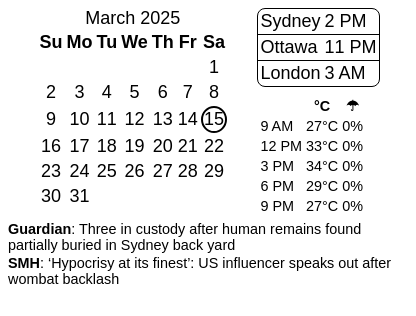 March 2025
Su Mo Tu We Th Fr Sa
1
2 3 4 5 6 7 8
9 10 11 12 13 14 15
16 17 18 19 20 21 22
23 24 25 26 27 28 29
30 31
Sydney 2 PM
Ottawa 11 PM
London 3 AM
°C ☂
9 AM 27°C 0%
12 PM 33°C 0%
3 PM 34°C 0%
6 PM 29°C 0%
9 PM 27°C 0%
Guardian: Three in custody after human remains found
partially buried in Sydney back yard
SMH: ‘Hypocrisy at its finest’: US influencer speaks out after
wombat backlash